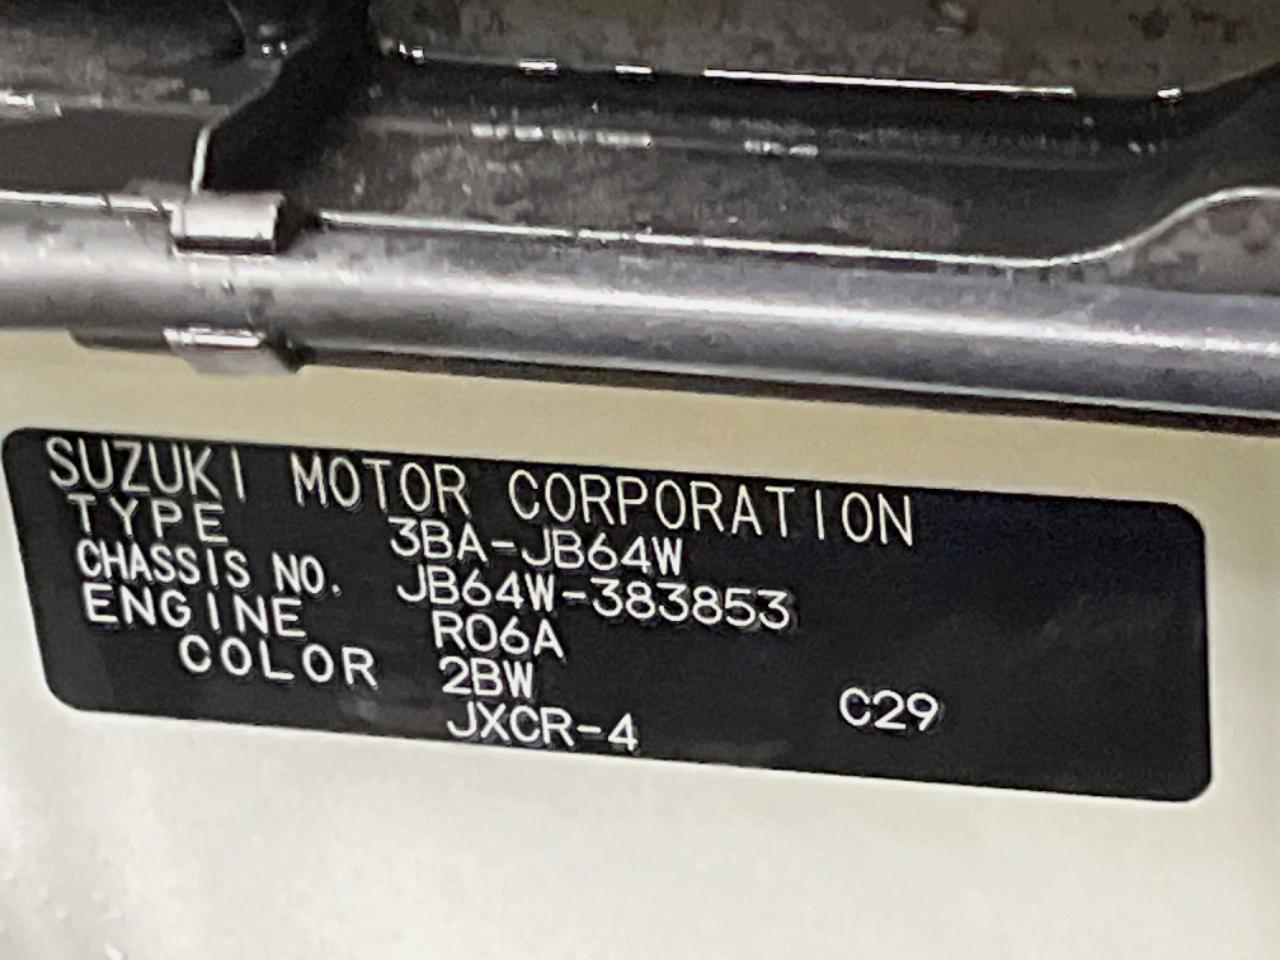 SUZUKI MOTOR CORPORATION
TYPE 3BA-JB64W
CHASSIS NO. JB64W-383853
ENGINE R06A
COLOR 2BW C29
JXCR-4